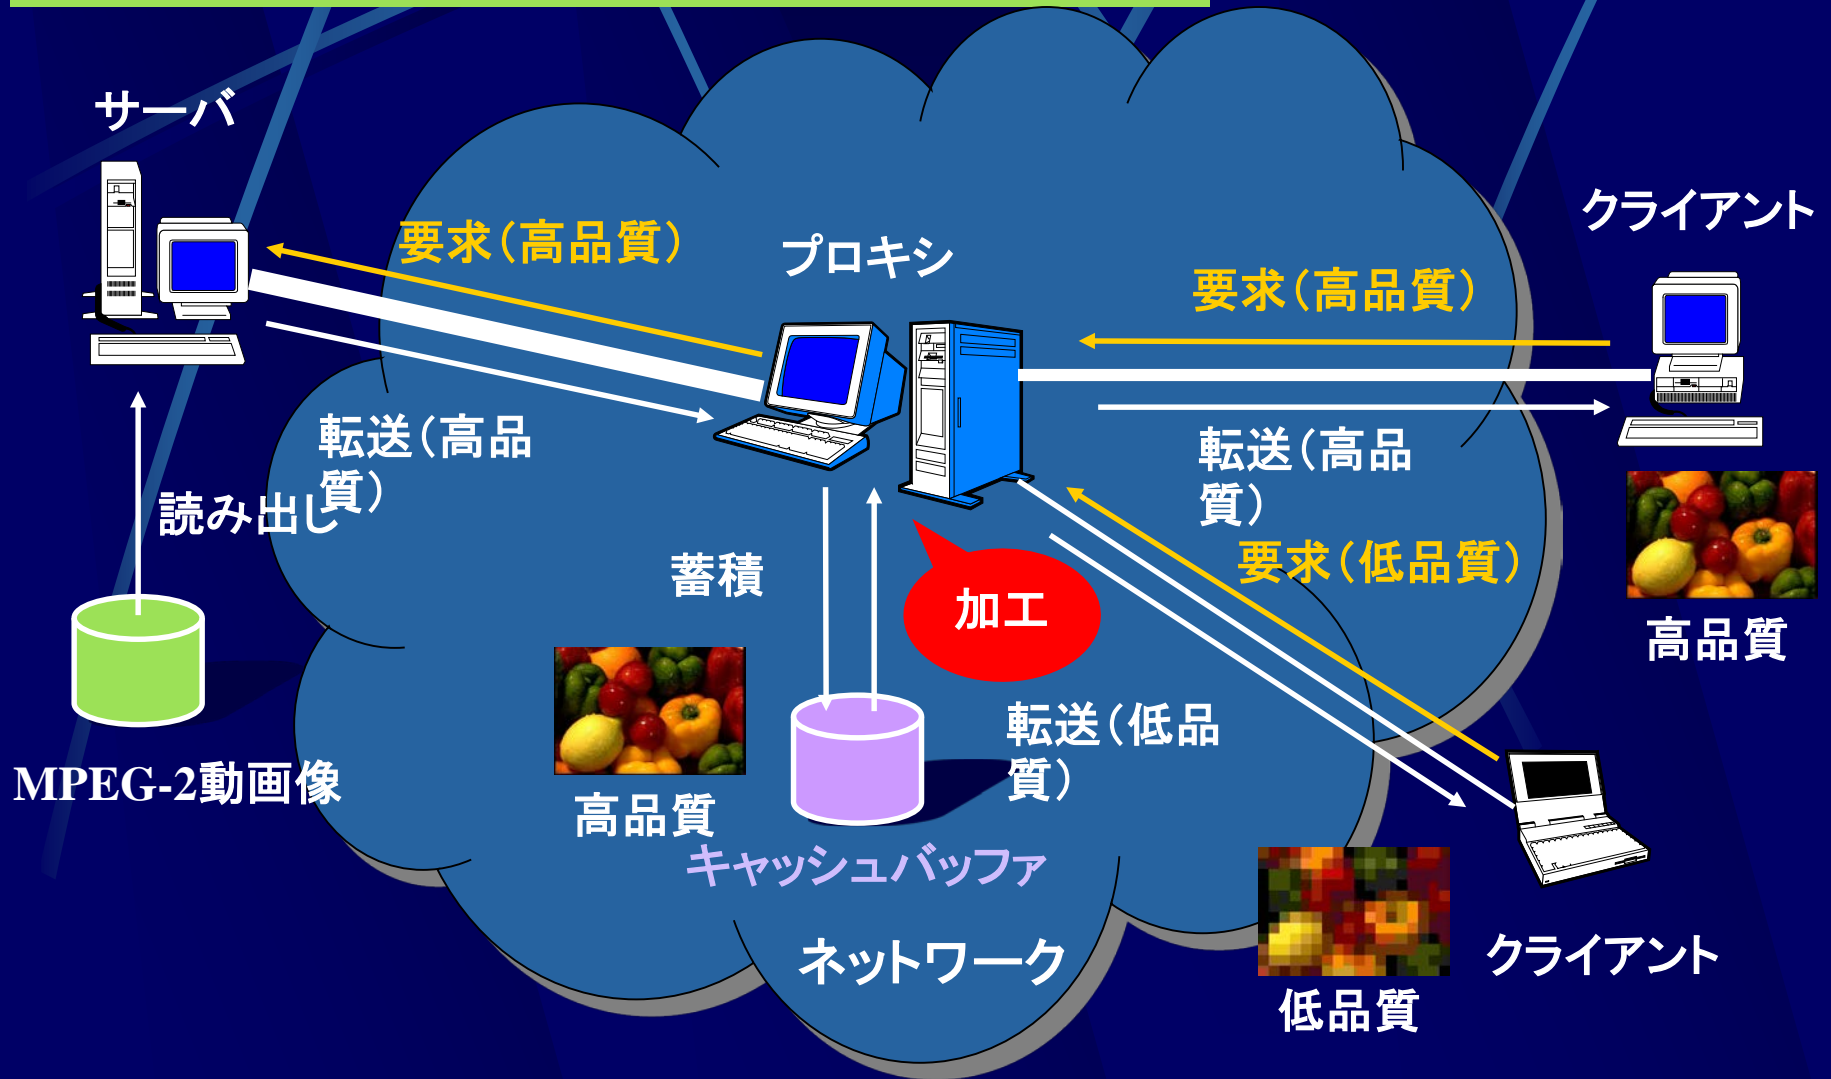 サーバ
クライアント
要求(高品質)
プロキシ
要求(高品質)
転送(高品
質)
転送(高品
質)
読み出し
要求(低品質)
蓄積
加工
高品質
転送(低品
質)
MPEG-2動画像
高品質
キャッシュバッファ
ネットワーク
クライアント
低品質